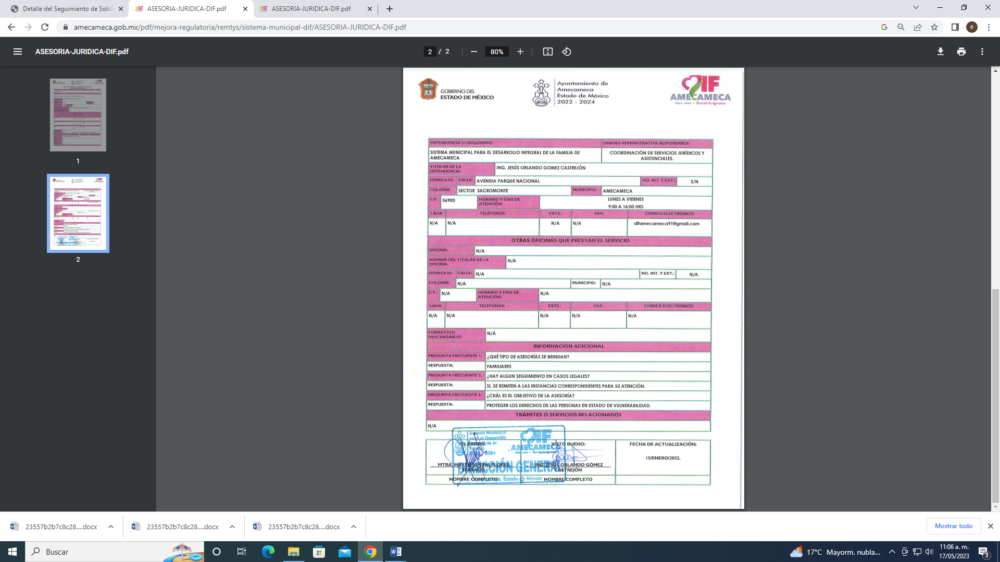 Detalle del Seguimiento de Solici
ASESORIA-JURIDICA-DIF.pdf
ASESORIA-JURIDICA-DIF.pdf
amecameca.gob.mx/pdf/mejora-regulatoria/remtys/sistema-municipal-dif/ASESORIA-JURIDICA-DIF.pdf
e
ASESORIA-JURIDICA-DIF.pdf
2 / 2
80%
1
2
GOBIERNO DEL
ESTADO DE MÉXICO
Ayuntamiento de
Amecameca
Estado de México
2022 - 2024
DIF
AMECAMECA
2022 - 2024 • Haciendo la diferencia
DEPENDENCIA U ORGANISMO: UNIDAD ADMINISTRATIVA RESPONSABLE:
SISTEMA MUNICIPAL PARA EL DESARROLLO INTEGRAL DE LA FAMILIA DE
AMECAMECA
COORDINACIÓN DE SERVICIOS JURÍDICOS Y
ASISTENCIALES.
TITULAR DE LA
DEPENDENCIA:
ING. JESÚS ORLANDO GOMEZ CASTREJÓN
DOMICILIO: CALLE: AVENIDA PARQUE NACIONAL NO. INT. Y EXT.: S/N
COLONIA: SECTOR SACROMONTE MUNICIPIO: AMECAMECA
C.P.: 56900 HORARIO Y DÍAS DE
ATENCIÓN:
LUNES A VIERNES
9:00 A 16:00 HRS
LADA: TELÉFONOS: EXTS.: FAX: CORREO ELECTRÓNICO:
N/A N/A N/A N/A difamecameca91@gmail.com
OTRAS OFICINAS QUE PRESTAN EL SERVICIO
OFICINA: N/A
NOMBRE DEL TITULAR DE LA
OFICINA:
N/A
DOMICILIO: CALLE: N/A NO. INT. Y EXT.: N/A
COLONIA: N/A MUNICIPIO: N/A
C.P.: N/A HORARIO Y DÍAS DE
ATENCIÓN:
N/A
LADA: TELÉFONOS: EXTS.: FAX: CORREO ELECTRÓNICO:
N/A N/A N/A N/A N/A
FORMATO(S)
DESCARGABLES
N/A
INFORMACIÓN ADICIONAL
PREGUNTA FRECUENTE 1: ¿QUÉ TIPO DE ASESORÍAS SE BRINDAN?
RESPUESTA: FAMILIARES
PREGUNTA FRECUENTE 2: ¿HAY ALGUN SEGUIMIENTO EN CASOS LEGALES?
RESPUESTA: SI, SE REMITEN A LAS INSTANCIAS CORRESPONDIENTES PARA SU ATENCIÓN.
PREGUNTA FRECUENTE 3: ¿CUÁL ES EL OBEJETIVO DE LA ASESORÍA?
RESPUESTA: PROTEGER LOS DERECHOS DE LAS PERSONAS EN ESTADO DE VULNERABILIDAD.
TRÁMITES O SERVICIOS RELACIONADOS
N/A
Sistema Municipal
para el Desarrollo
de la
Familia
2024
DIF
AMECAMECA
DIRECCIÓN GENERAL
Estado de México
ELABORÓ: VISTO BUENO: FECHA DE ACTUALIZACIÓN:
15/ENERO/2022.
MTRA. MAYRA JANINA FLORES
SERRANO
ING. JESÚS ORLANDO GÓMEZ
CASTREJÓN
NOMBRE COMPLETO NOMBRE COMPLETO
23557b2b7c8c28....docx
23557b2b7c8c28....docx
23557b2b7c8c28....docx
Mostrar todo
Buscar
17°C Mayorm. nubla...
11:06 a. m.
17/05/2023
3